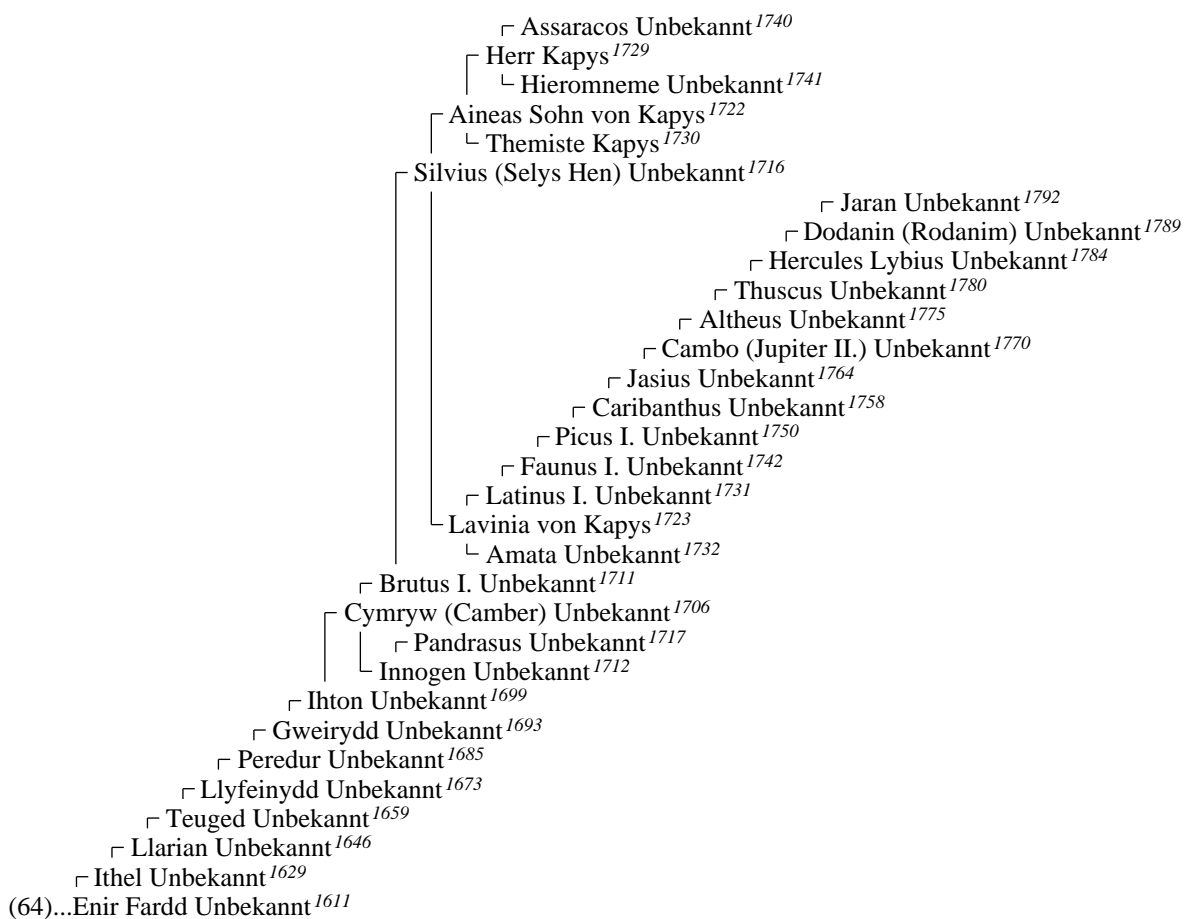 Assaracos Unbekannt 1740
Herr Kapys 1729
Hieromneme Unbekannt 1741
Aineas Sohn von Kapys 1722
Themiste Kapys 1730
Silvius (Selys Hen) Unbekannt 1716
Jaran Unbekannt 1792
Dodanin (Rodanim) Unbekannt 1789
Hercules Lybius Unbekannt 1784
Thuscus Unbekannt 1780
Altheus Unbekannt 1775
Cambo (Jupiter II.) Unbekannt 1770
Jasius Unbekannt 1764
Caribanthus Unbekannt 1758
Picus I. Unbekannt 1750
Faunus I. Unbekannt 1742
Latinus I. Unbekannt 1731
Lavinia von Kapys 1723
Amata Unbekannt 1732
Brutus I. Unbekannt 1711
Cymryw (Camber) Unbekannt 1706
Pandrasus Unbekannt 1717
Innogen Unbekannt 1712
Ihton Unbekannt 1699
Gweirydd Unbekannt 1693
Peredur Unbekannt 1685
Llyfeinydd Unbekannt 1673
Teuged Unbekannt 1659
Llarian Unbekannt 1646
Ithel Unbekannt 1629
(64)...Enir Fardd Unbekannt 1611